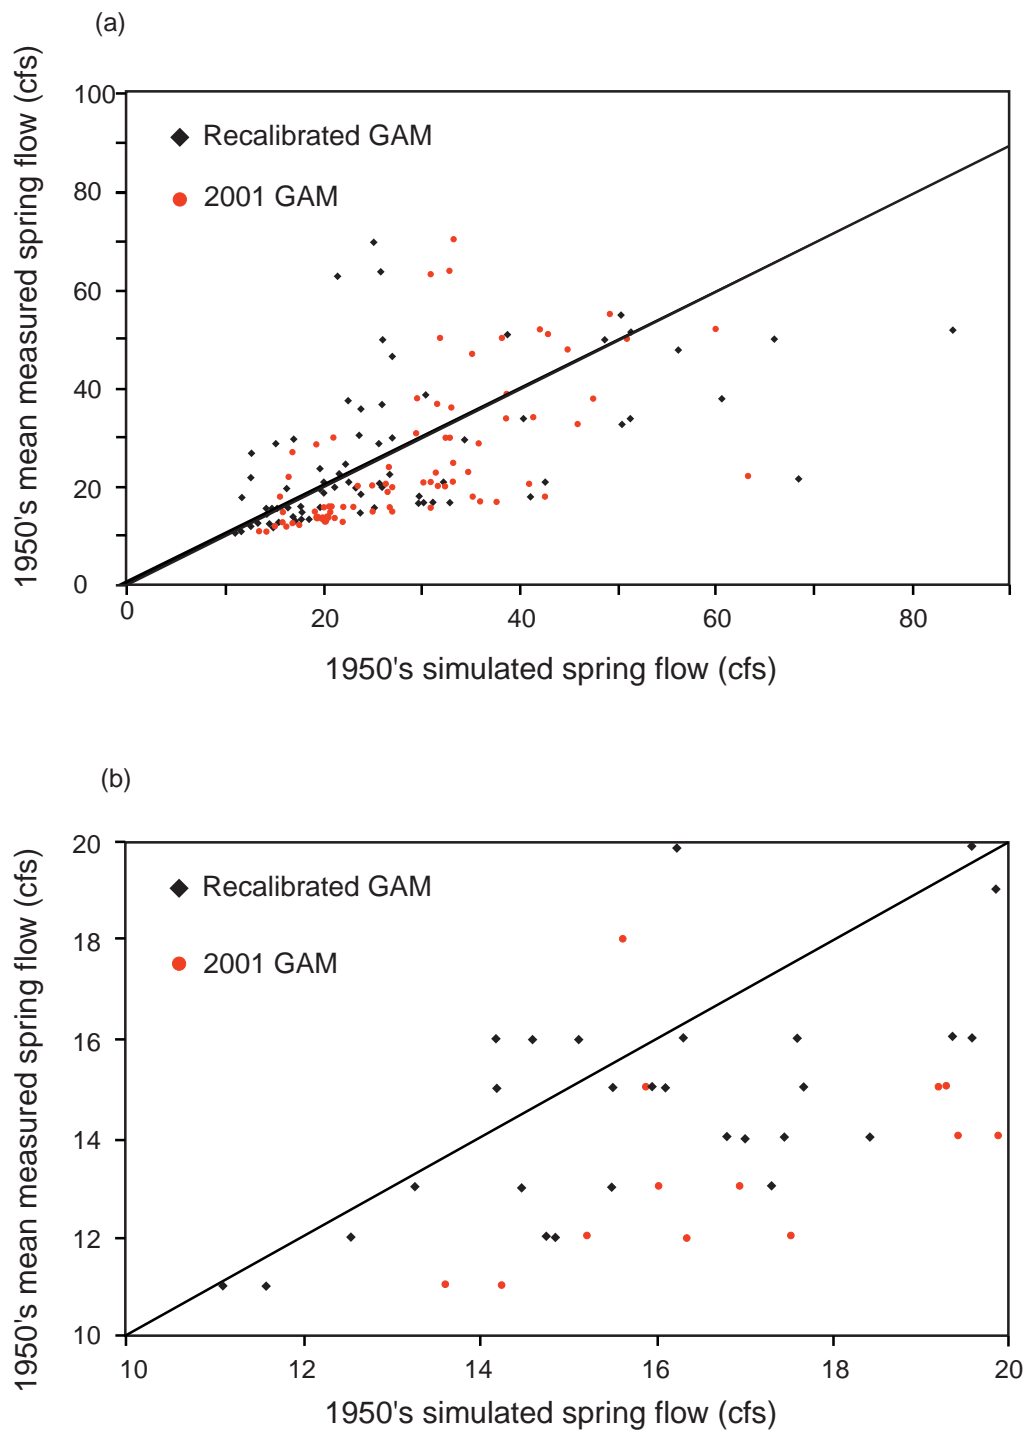 (a)
1950's mean measured spring flow (cfs)
100
80
60
40
20
0
Recalibrated GAM
2001 GAM
0
20
40
60
80
1950's simulated spring flow (cfs)
(b)
1950's mean measured spring flow (cfs)
20
18
16
14
12
10
Recalibrated GAM
2001 GAM
10
12
14
16
18
20
1950's simulated spring flow (cfs)